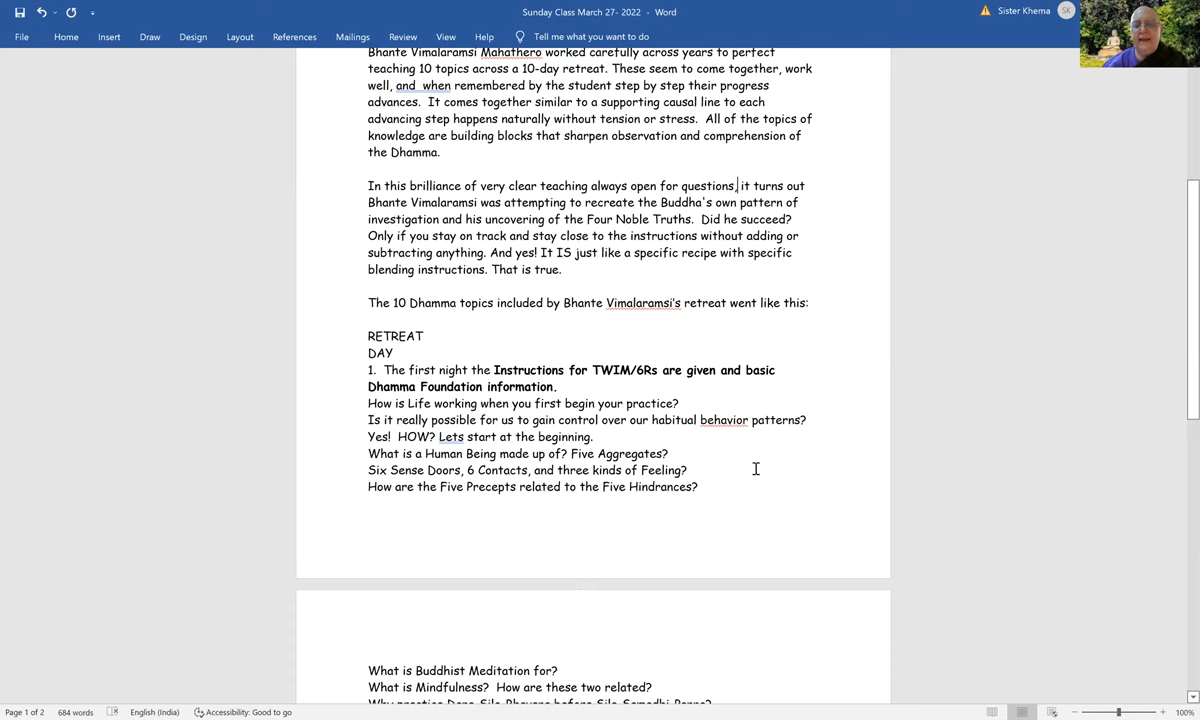 Sunday Class March 27- 2022 - Word
Sister Khema
SK
File Home Insert Draw Design Layout References Mailings Review View Help Tell me what you want to do
Bhante Vimalaramsi Mahathero worked carefully across years to perfect
teaching 10 topics across a 10-day retreat. These seem to come together, work
well, and when remembered by the student step by step their progress
advances. It comes together similar to a supporting causal line to each
advancing step happens naturally without tension or stress. All of the topics of
knowledge are building blocks that sharpen observation and comprehension of
the Dhamma.
In this brilliance of very clear teaching always open for questions, it turns out
Bhante Vimalaramsi was attempting to recreate the Buddha's own pattern of
investigation and his uncovering of the Four Noble Truths. Did he succeed?
Only if you stay on track and stay close to the instructions without adding or
subtracting anything. And yes! It IS just like a specific recipe with specific
blending instructions. That is true.
The 10 Dhamma topics included by Bhante Vimalaramsi's retreat went like this:
RETREAT
DAY
1. The first night the Instructions for TWIM/6Rs are given and basic
Dhamma Foundation information.
How is Life working when you first begin your practice?
Is it really possible for us to gain control over our habitual behavior patterns?
Yes! HOW? Lets start at the beginning.
What is a Human Being made up of? Five Aggregates?
Six Sense Doors, 6 Contacts, and three kinds of Feeling?
How are the Five Precepts related to the Five Hindrances?
What is Buddhist Meditation for?
What is Mindfulness? How are these two related?
Why practice Dana-Sila-Bhavana before Sila-Samadhi-Panna?
Page 1 of 2 684 words English (India) Accessibility: Good to go 100%